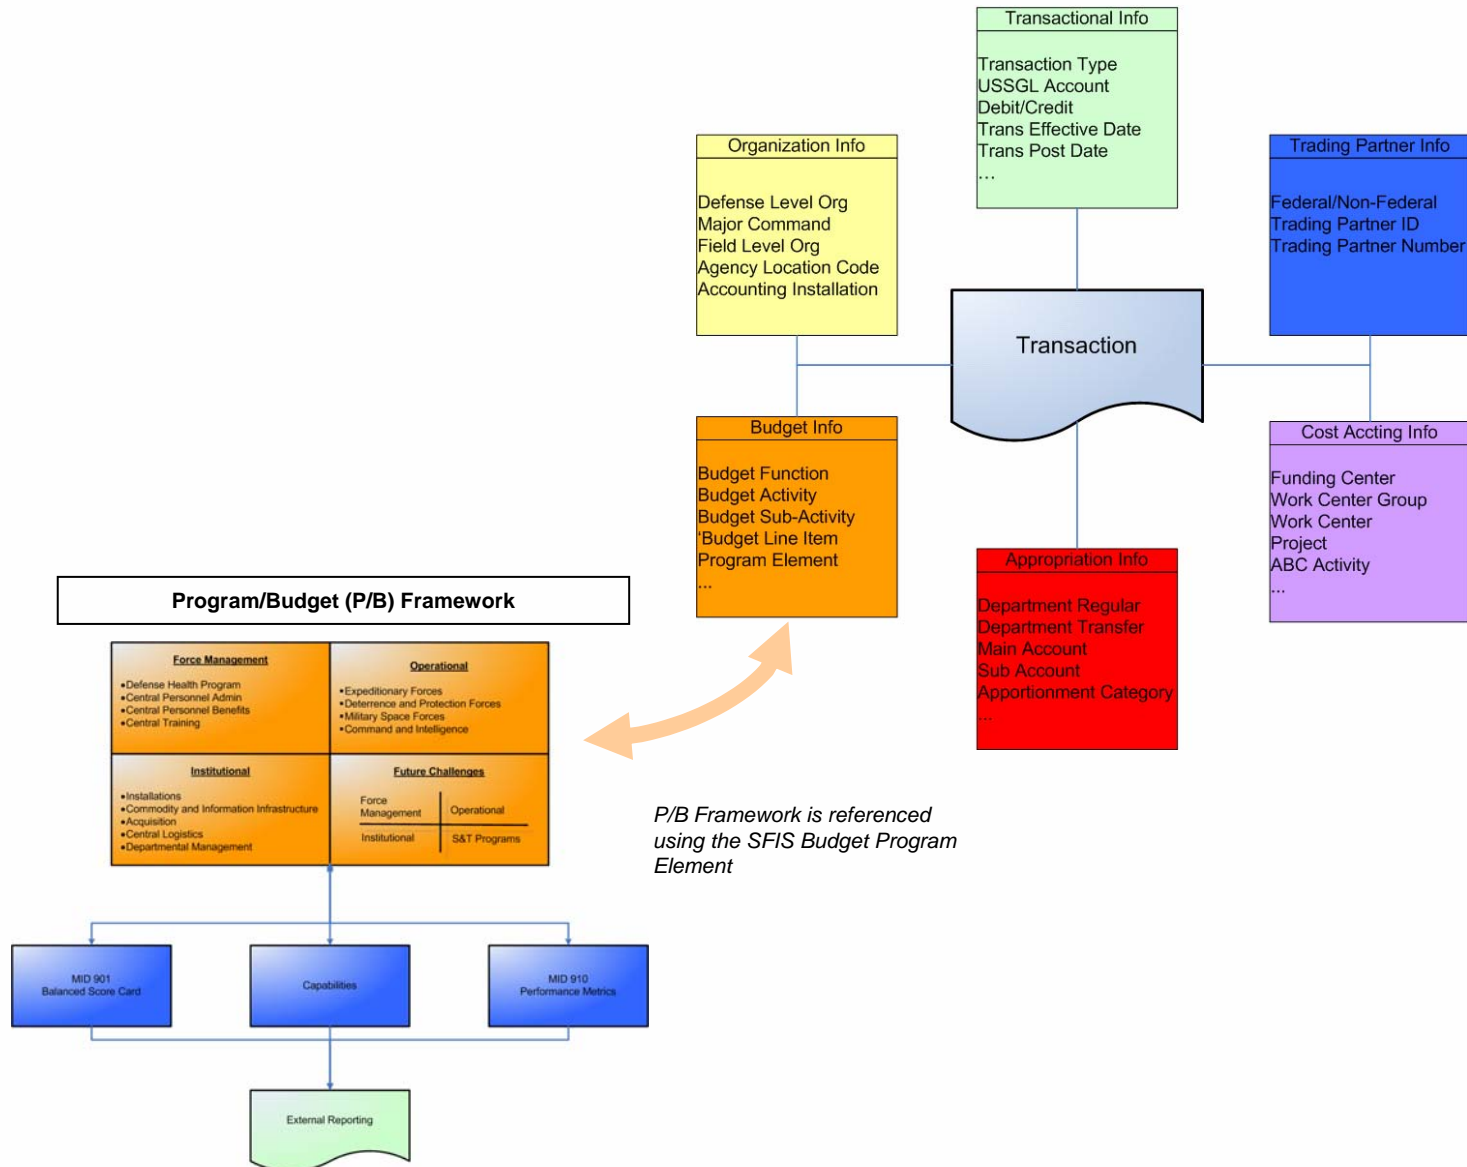 Transactional Info
Transaction Type
USSGL Account
Debit/Credit
Trans Effective Date
Trans Post Date
...
Organization Info
Defense Level Org
Major Command
Field Level Org
Agency Location Code
Accounting Installation
Trading Partner Info
Federal/Non-Federal
Trading Partner ID
Trading Partner Number
Transaction
Budget Info
Budget Function
Budget Activity
Budget Sub-Activity
‘Budget Line Item
Program Element
...
Cost Accting Info
Funding Center
Work Center Group
Work Center
Project
ABC Activity
...
Appropriation Info
Department Regular
Department Transfer
Main Account
Sub Account
Apportionment Category
...
Program/Budget (P/B) Framework
Force Management
•Defense Health Program
•Central Personnel Admin
•Central Personnel Benefits
•Central Training
Operational
•Expeditionary Forces
•Deterrence and Protection Forces
•Military Space Forces
•Command and Intelligence
Institutional
•Installations
•Commodity and Information Infrastructure
•Acquisition
•Central Logistics
•Departmental Management
Future Challenges
Force
Management
Operational
Institutional
S&T Programs
P/B Framework is referenced
using the SFIS Budget Program
Element
MID 901
Balanced Score Card
Capabilities
MID 910
Performance Metrics
External Reporting